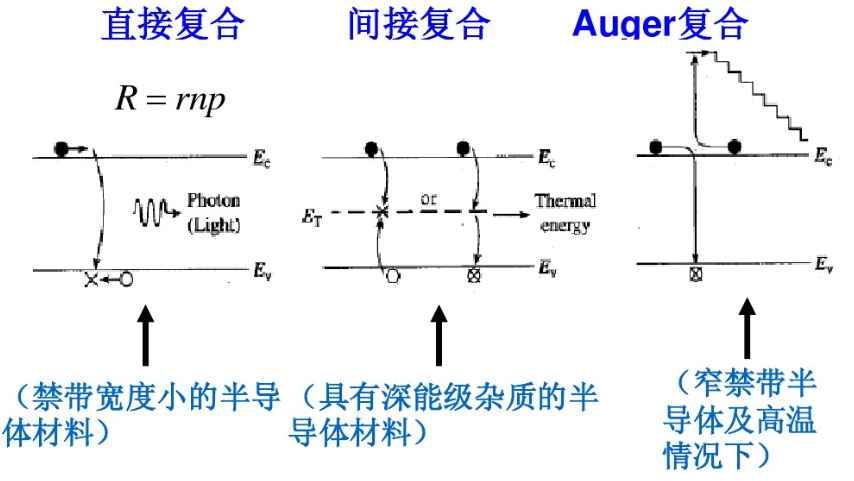 直接复合
间接复合
Auger复合
R = rnp
Ec
Photon
(Light)
Ev
Ec
or
ET
Thermal
energy
Ev
Ec
Ev
（禁带宽度小的半导
体材料）
（具有深能级杂质的半
导体材料）
（窄禁带半
导体及高温
情况下）